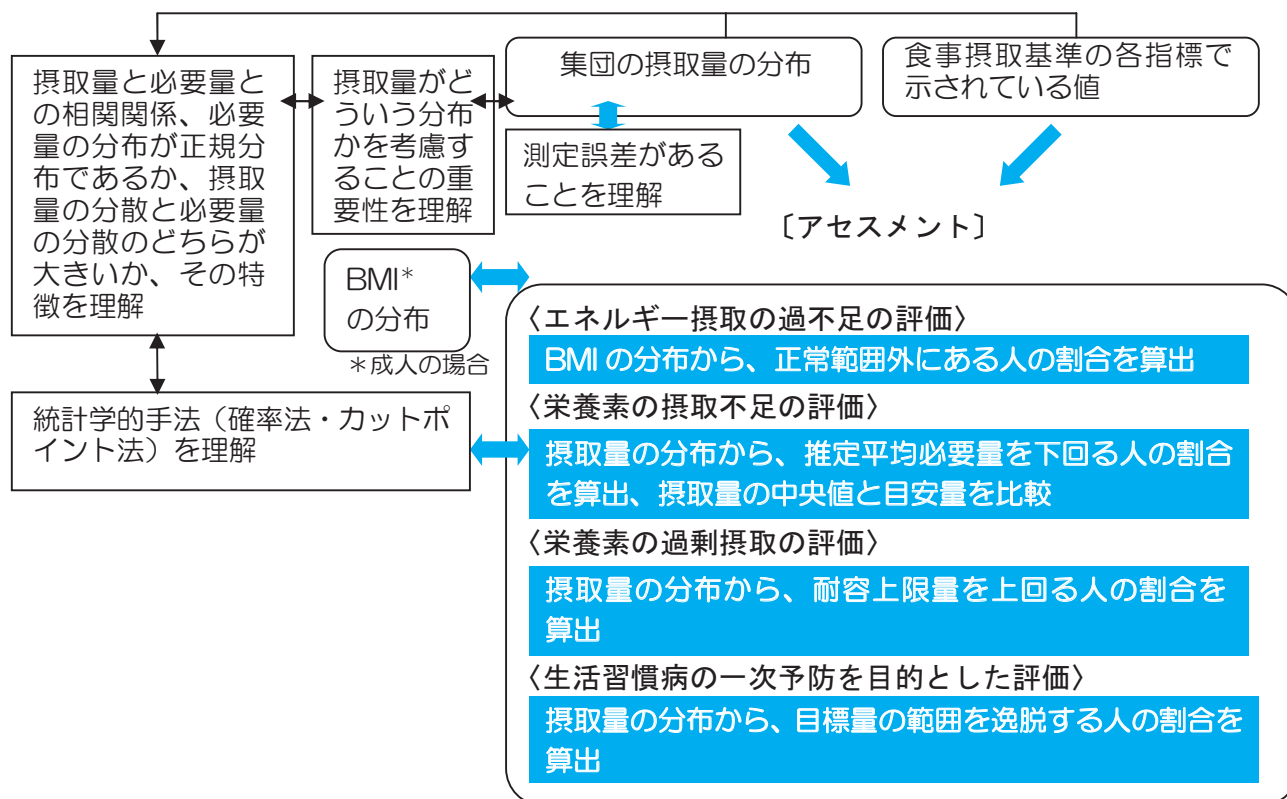 摂取量と必要量と
の相関関係、必要
量の分布が正規分
布であるか、摂取
量の分散と必要量
の分散のどちらが
大きいか、その特
徴を理解
摂取量がど
ういう分布
かを考慮す
ることの重
要性を理解
集団の摂取量の分布
食事摂取基準の各指標で
示されている値
測定誤差がある
ことを理解
〔アセスメント〕
BMI*
の分布
＊成人の場合
統計学的手法（確率法・カットポ
イント法）を理解
〈エネルギー摂取の過不足の評価〉
BMI の分布から、正常範囲外にある人の割合を算出
〈栄養素の摂取不足の評価〉
摂取量の分布から、推定平均必要量を下回る人の割合
を算出、摂取量の中央値と目安量を比較
〈栄養素の過剰摂取の評価〉
摂取量の分布から、耐容上限量を上回る人の割合を
算出
〈生活習慣病の一次予防を目的とした評価〉
摂取量の分布から、目標量の範囲を逸脱する人の割合を
算出